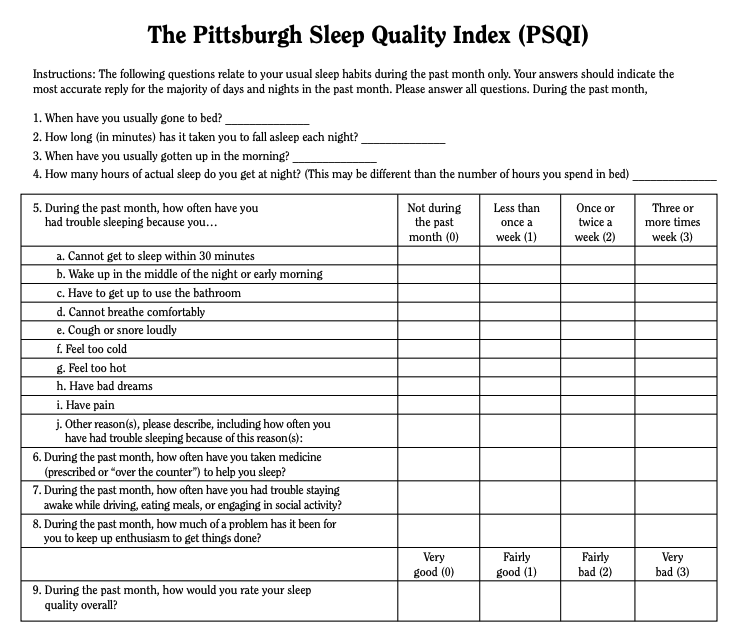 The Pittsburgh Sleep Quality Index (PSQI)
Instructions: The following questions relate to your usual sleep habits during the past month only. Your answers should indicate the
most accurate reply for the majority of days and nights in the past month. Please answer all questions. During the past month,
1. When have you usually gone to bed? ______________
2. How long (in minutes) has it taken you to fall asleep each night? ______________
3. When have you usually gotten up in the morning? ______________
4. How many hours of actual sleep do you get at night? (This may be different than the number of hours you spend in bed) ______________
5. During the past month, how often have you
had trouble sleeping because you…
Not during
the past
month (0)
Less than
once a
week (1)
Once or
twice a
week (2)
Three or
more times
week (3)
a. Cannot get to sleep within 30 minutes
b. Wake up in the middle of the night or early morning
c. Have to get up to use the bathroom
d. Cannot breathe comfortably
e. Cough or snore loudly
f. Feel too cold
g. Feel too hot
h. Have bad dreams
i. Have pain
j. Other reason(s), please describe, including how often you
have had trouble sleeping because of this reason(s):
6. During the past month, how often have you taken medicine
(prescribed or “over the counter”) to help you sleep?
7. During the past month, how often have you had trouble staying
awake while driving, eating meals, or engaging in social activity?
8. During the past month, how much of a problem has it been for
you to keep up enthusiasm to get things done?
Very
good (0)
Fairly
good (1)
Fairly
bad (2)
Very
bad (3)
9. During the past month, how would you rate your sleep
quality overall?